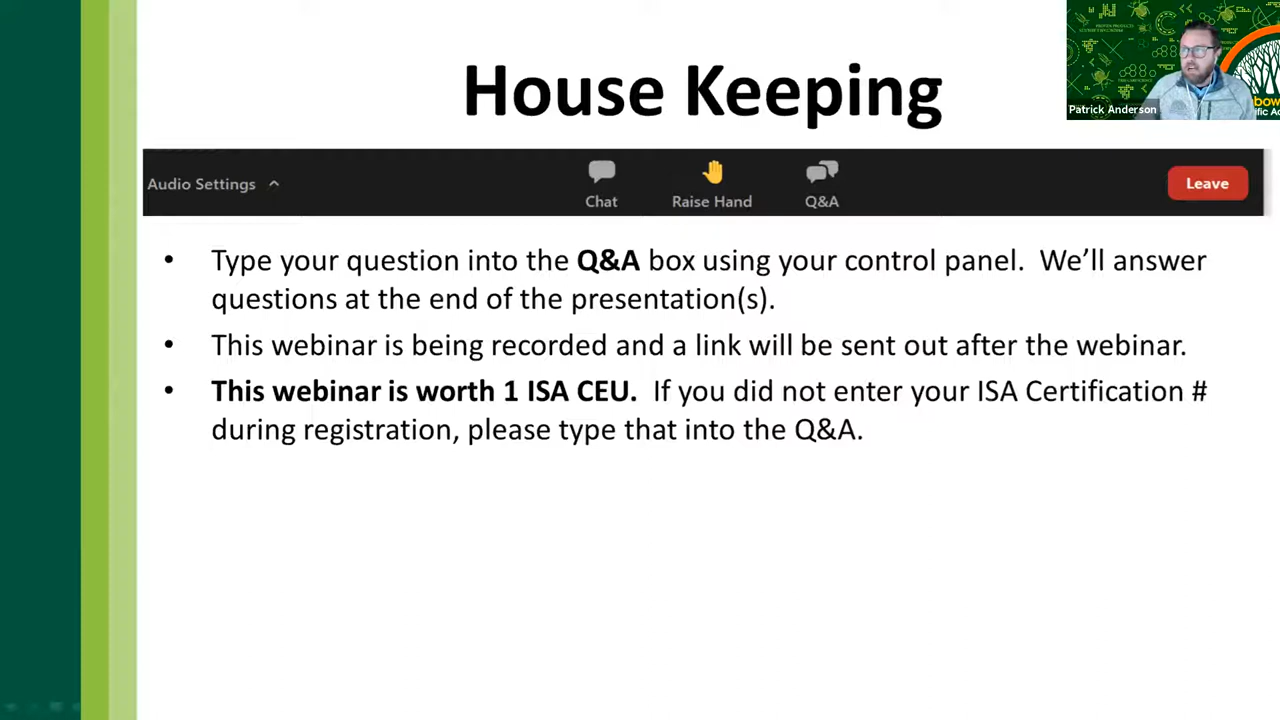 House Keeping
Patrick Anderson
Audio Settings
Chat
Raise Hand
Q&A
Leave
Type your question into the Q&A box using your control panel. We’ll answer
questions at the end of the presentation(s).
This webinar is being recorded and a link will be sent out after the webinar.
This webinar is worth 1 ISA CEU. If you did not enter your ISA Certification #
during registration, please type that into the Q&A.